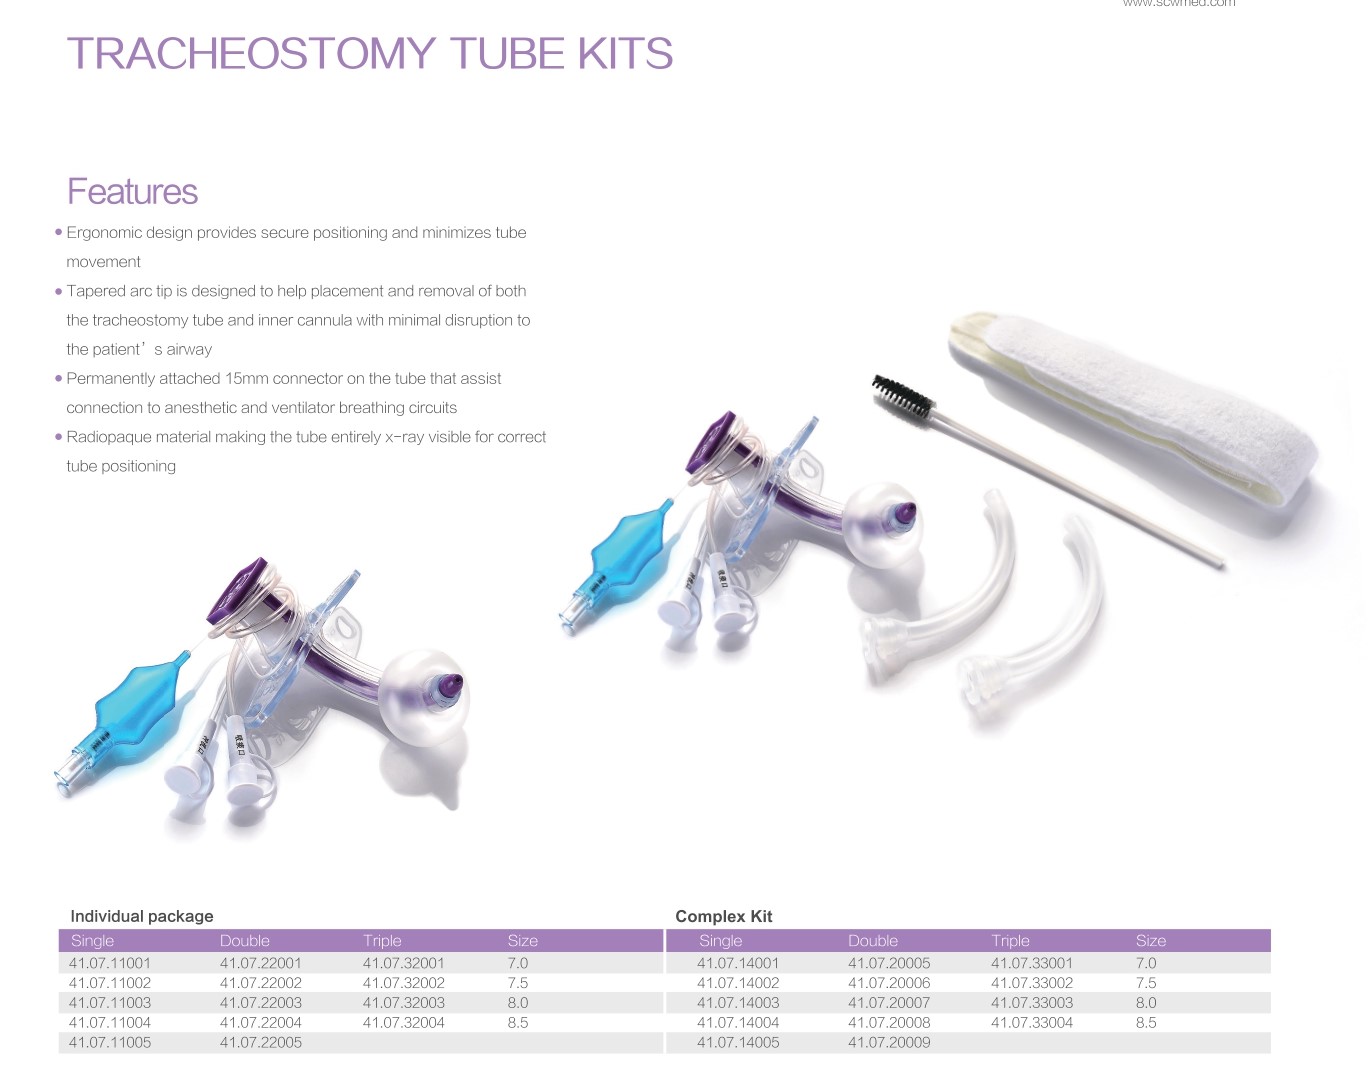 www.scwmed.com
TRACHEOSTOMY TUBE KITS
Features
• Ergonomic design provides secure positioning and minimizes tube
movement
• Tapered arc tip is designed to help placement and removal of both
the tracheostomy tube and inner cannula with minimal disruption to
the patient’s airway
• Permanently attached 15mm connector on the tube that assist
connection to anesthetic and ventilator breathing circuits
• Radiopaque material making the tube entirely x-ray visible for correct
tube positioning
Individual package
Single Double Triple Size
41.07.11001 41.07.22001 41.07.32001 7.0
41.07.11002 41.07.22002 41.07.32002 7.5
41.07.11003 41.07.22003 41.07.32003 8.0
41.07.11004 41.07.22004 41.07.32004 8.5
41.07.11005 41.07.22005
Complex Kit
Single Double Triple Size
41.07.14001 41.07.20005 41.07.33001 7.0
41.07.14002 41.07.20006 41.07.33002 7.5
41.07.14003 41.07.20007 41.07.33003 8.0
41.07.14004 41.07.20008 41.07.33004 8.5
41.07.14005 41.07.20009